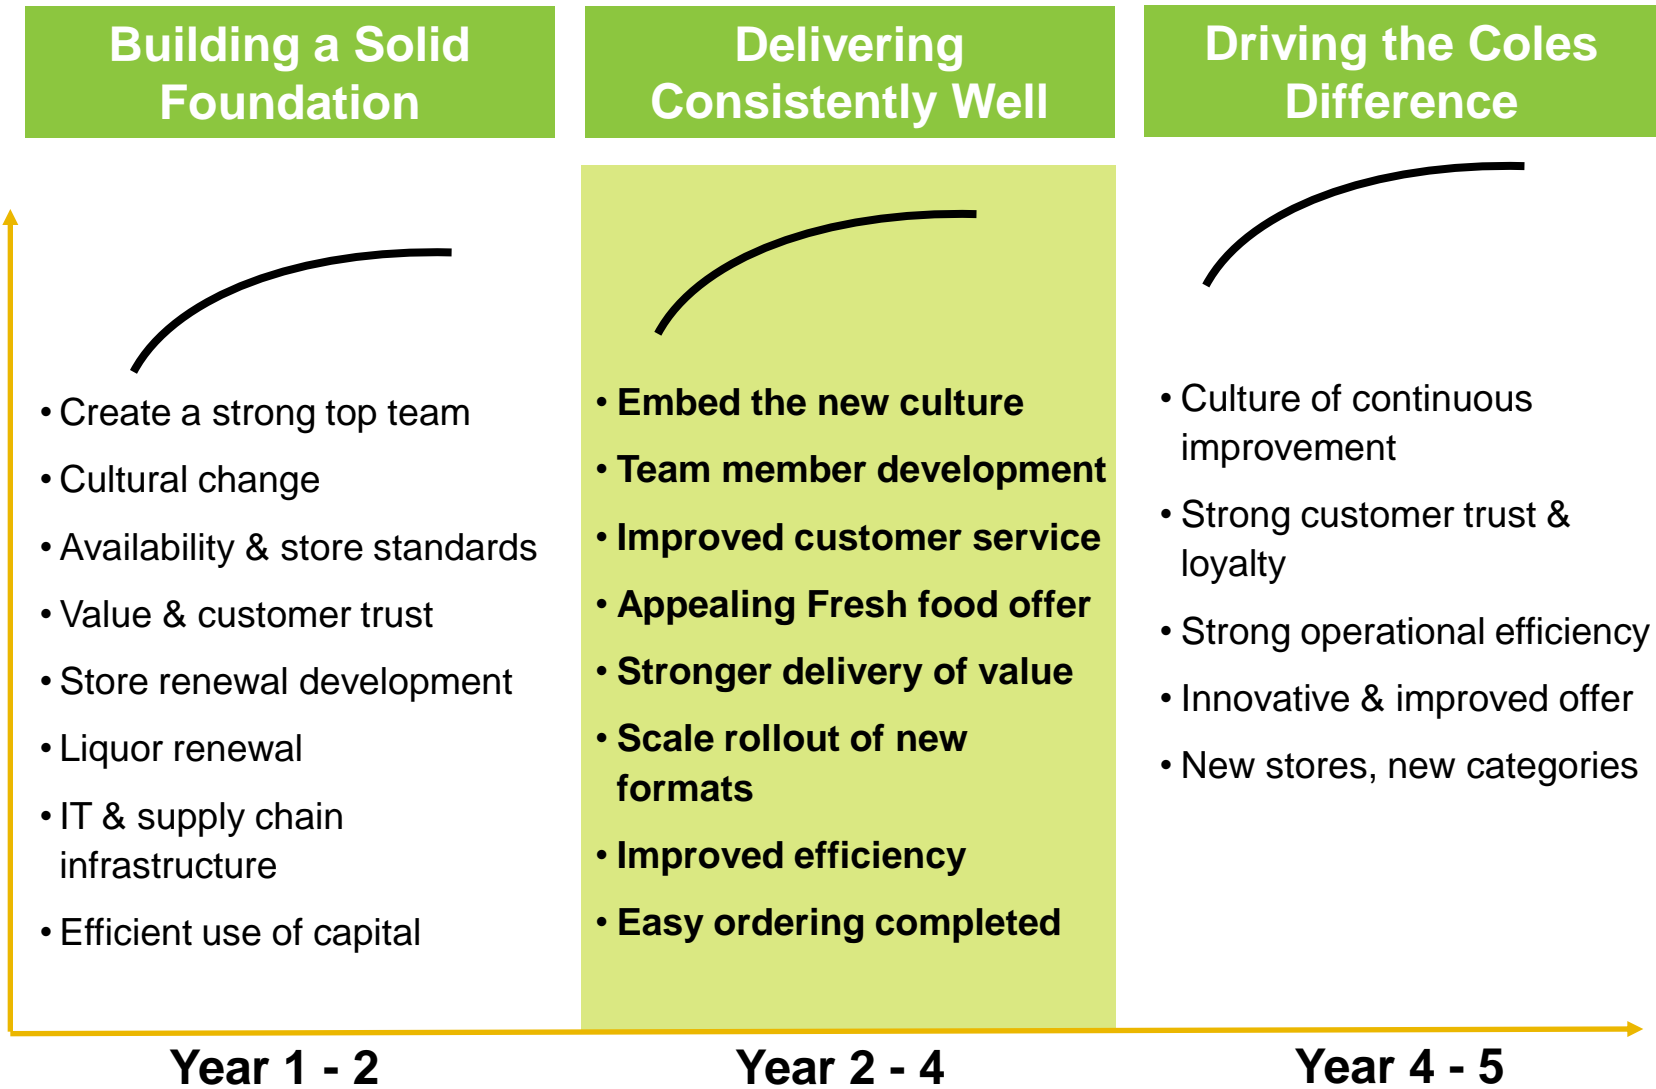 Building a Solid
Foundation
Delivering
Consistently Well
Driving the Coles
Difference
• Create a strong top team
• Cultural change
• Availability & store standards
• Value & customer trust
• Store renewal development
• Liquor renewal
• IT & supply chain
infrastructure
• Efficient use of capital
• Embed the new culture
• Team member development
• Improved customer service
• Appealing Fresh food offer
• Stronger delivery of value
• Scale rollout of new
formats
• Improved efficiency
• Easy ordering completed
• Culture of continuous
improvement
• Strong customer trust &
loyalty
• Strong operational efficiency
• Innovative & improved offer
• New stores, new categories
Year 1 - 2
Year 2 - 4
Year 4 - 5